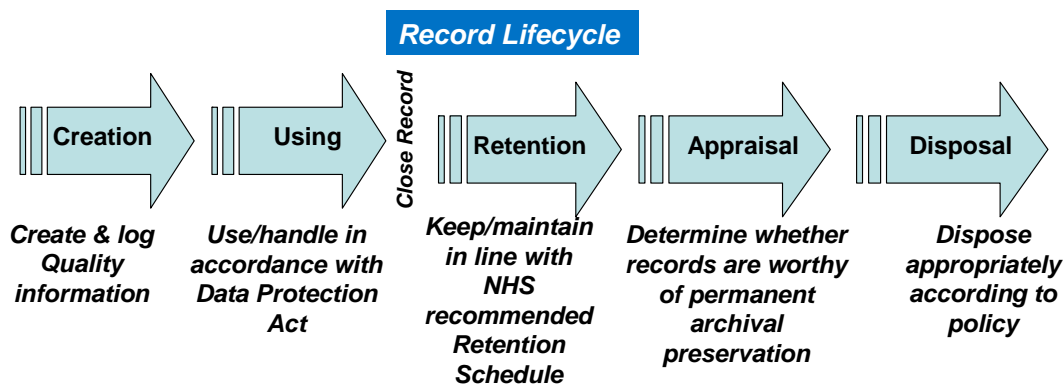 Record Lifecycle
Creation
Using
Close Record
Retention
Appraisal
Disposal
Create & log
Quality
information
Use/handle in
accordance with
Data Protection
Act
Keep/maintain
in line with
NHS
recommended
Retention
Schedule
Determine whether
records are worthy
of permanent
archival
preservation
Dispose
appropriately
according to
policy